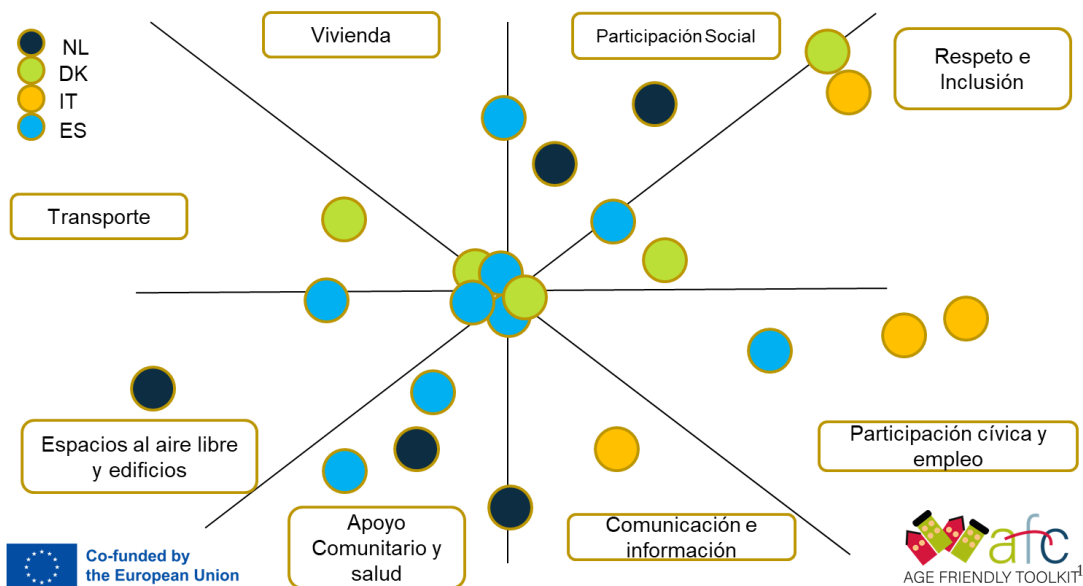 NL
DK
IT
ES
Vivienda
Participación Social
Respeto e
Inclusión
Transporte
Espacios al aire libre
y edificios
Participación cívica y
empleo
Apoyo
Comunitario y
salud
Comunicación e
información
Co-funded by
the European Union
afc
AGE FRIENDLY TOOLKIT
1